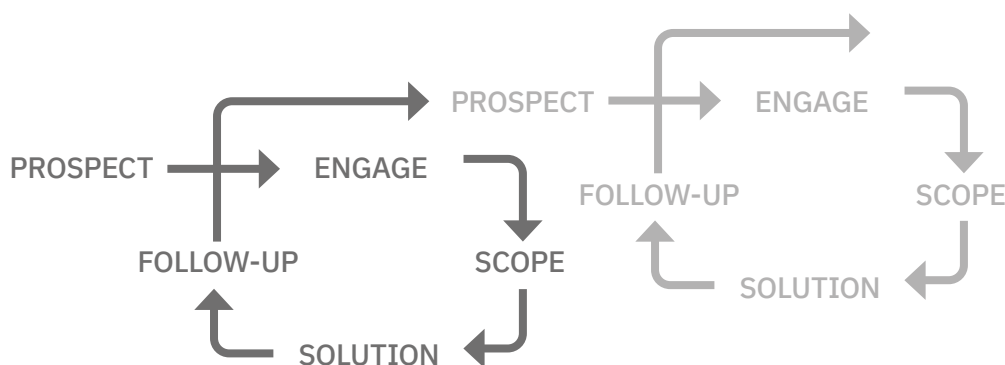 PROSPECT
ENGAGE
SCOPE
SOLUTION
FOLLOW-UP
PROSPECT
ENGAGE
SCOPE
SOLUTION
FOLLOW-UP